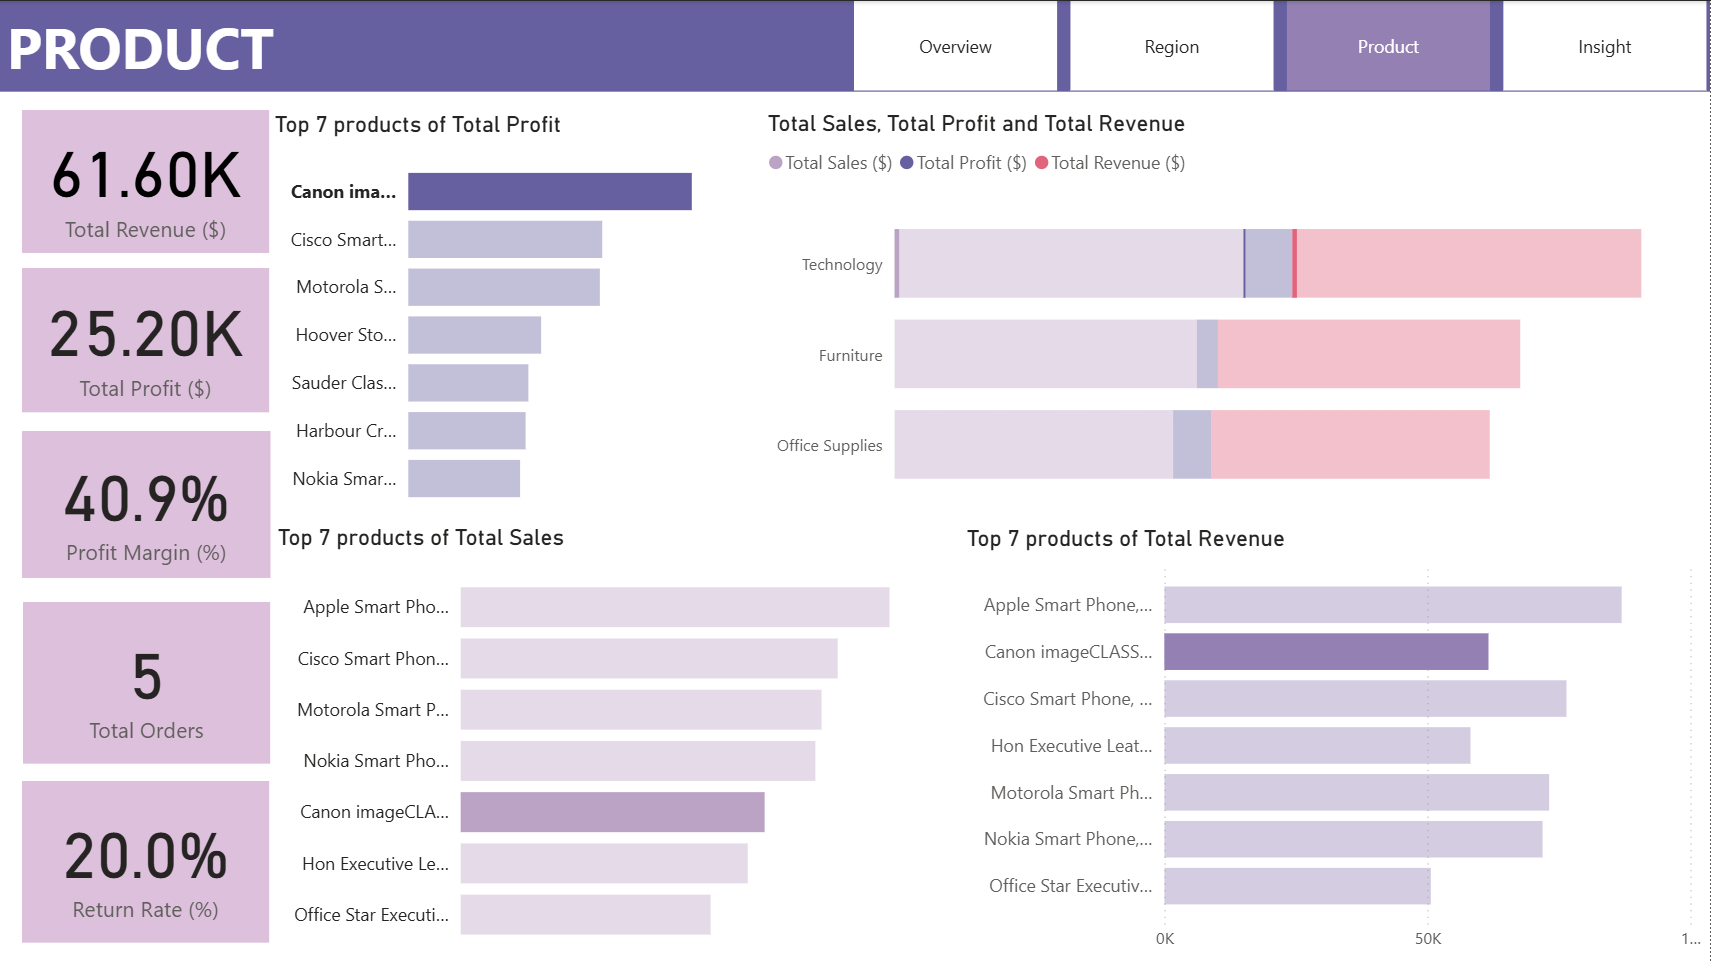 PRODUCT
Overview
Region
Product
Insight
61.60K
Total Revenue ($)
25.20K
Total Profit ($)
40.9%
Profit Margin (%)
5
Total Orders
20.0%
Return Rate (%)
Top 7 products of Total Profit
Canon ima...
Cisco Smart...
Motorola S...
Hoover Sto...
Sauder Clas...
Harbour Cr...
Nokia Smar...
Total Sales, Total Profit and Total Revenue
Total Sales ($) Total Profit ($) Total Revenue ($)
Technology
Furniture
Office Supplies
Top 7 products of Total Sales
Apple Smart Pho...
Cisco Smart Phon...
Motorola Smart P...
Nokia Smart Pho...
Canon imageCLA...
Hon Executive Le...
Office Star Executi...
Top 7 products of Total Revenue
Apple Smart Phone,...
Canon imageCLASS...
Cisco Smart Phone, ...
Hon Executive Leat...
Motorola Smart Ph...
Nokia Smart Phone,...
Office Star Executiv...
0K
50K
1...